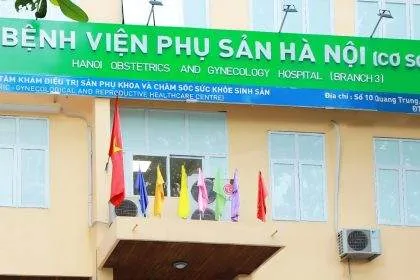 BỆNH VIỆN PHỤ SẢN HÀ NỘI (CƠ SỞ
HANOI OBSTETRICS AND GYNECOLOGY HOSPITAL (BRANCH 3)
TÂM KHÁM ĐIỀU TRỊ SẢN PHỤ KHOA VÀ CHĂM SÓC SỨC KHỎE SINH SẢN
RIC - GYNECOLOGICAL AND REPRODUCTIVE HEALTHCARE CENTRE)
Địa chỉ: Số 10 Quang Trung,
ĐT